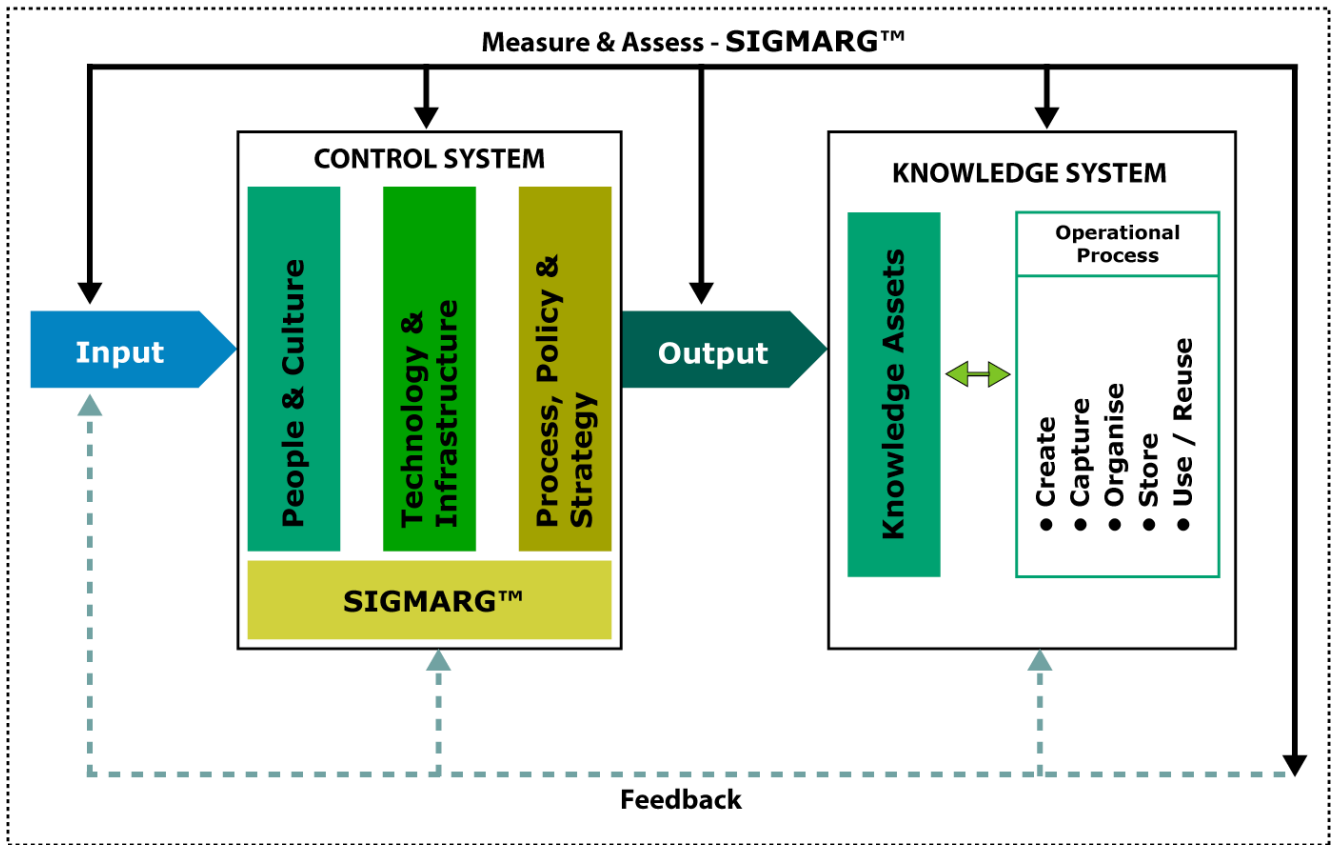 Measure & Assess - SIGMARG™
CONTROL SYSTEM
KNOWLEDGE SYSTEM
Input
People & Culture
Technology &
Infrastructure
Process, Policy &
Strategy
SIGMARG™
Output
Knowledge Assets
Operational
Process
• Create
• Capture
• Organise
• Store
• Use / Reuse
Feedback